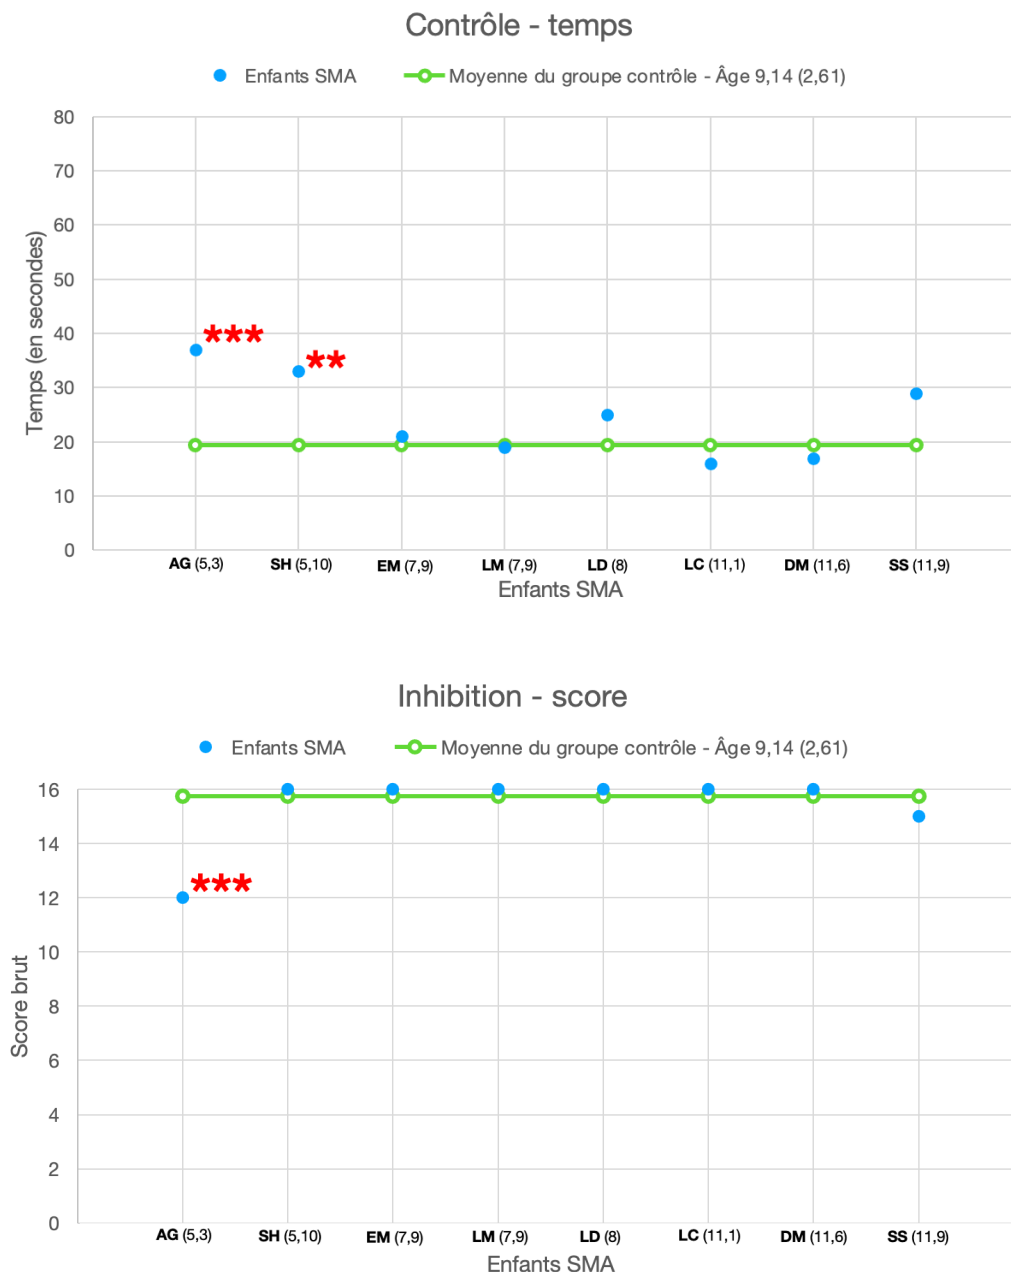 Contrôle - temps
Enfants SMA Moyenne du groupe contrôle - Âge 9,14 (2,61)
80
70
60
50
40
30
20
10
0
Temps (en secondes)
***
**
AG (5,3) SH (5,10) EM (7,9) LM (7,9) LD (8) LC (11,1) DM (11,6) SS (11,9)
Enfants SMA
Inhibition - score
Enfants SMA Moyenne du groupe contrôle - Âge 9,14 (2,61)
16
14
12
10
8
6
4
2
0
Score brut
***
AG (5,3) SH (5,10) EM (7,9) LM (7,9) LD (8) LC (11,1) DM (11,6) SS (11,9)
Enfants SMA